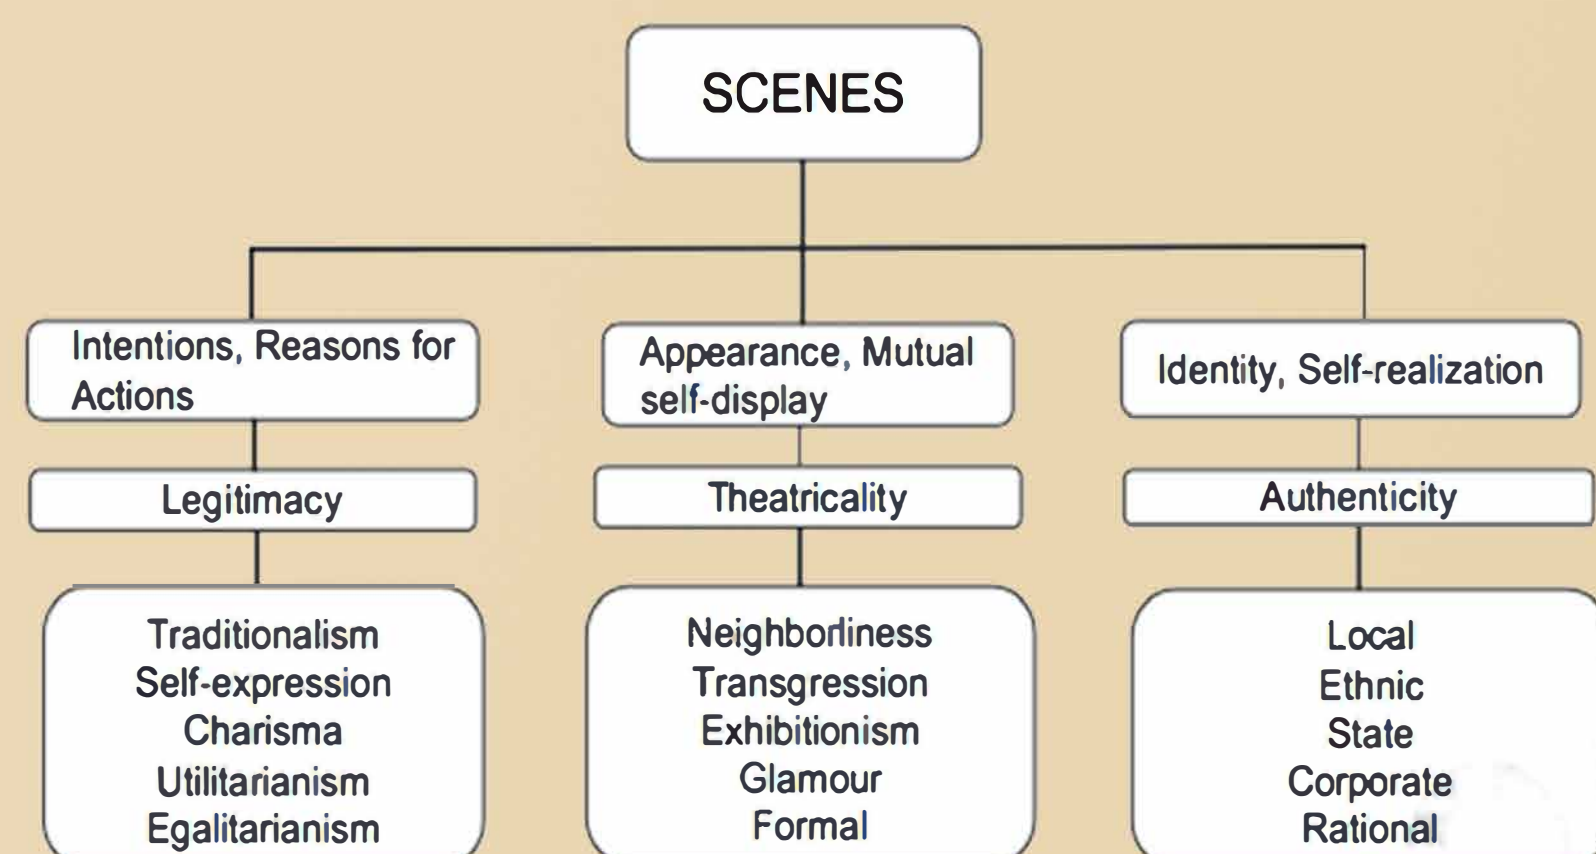 SCENES
Intentions, Reasons for
Actions
Appearance, Mutual
self-display
Identity, Self-realization
Legitimacy
Theatricality
Authenticity
Traditionalism
Self-expression
Charisma
Utilitarianism
Egalitarianism
Neighborliness
Transgression
Exhibitionism
Glamour
Formal
Local
Ethnic
State
Corporate
Rational